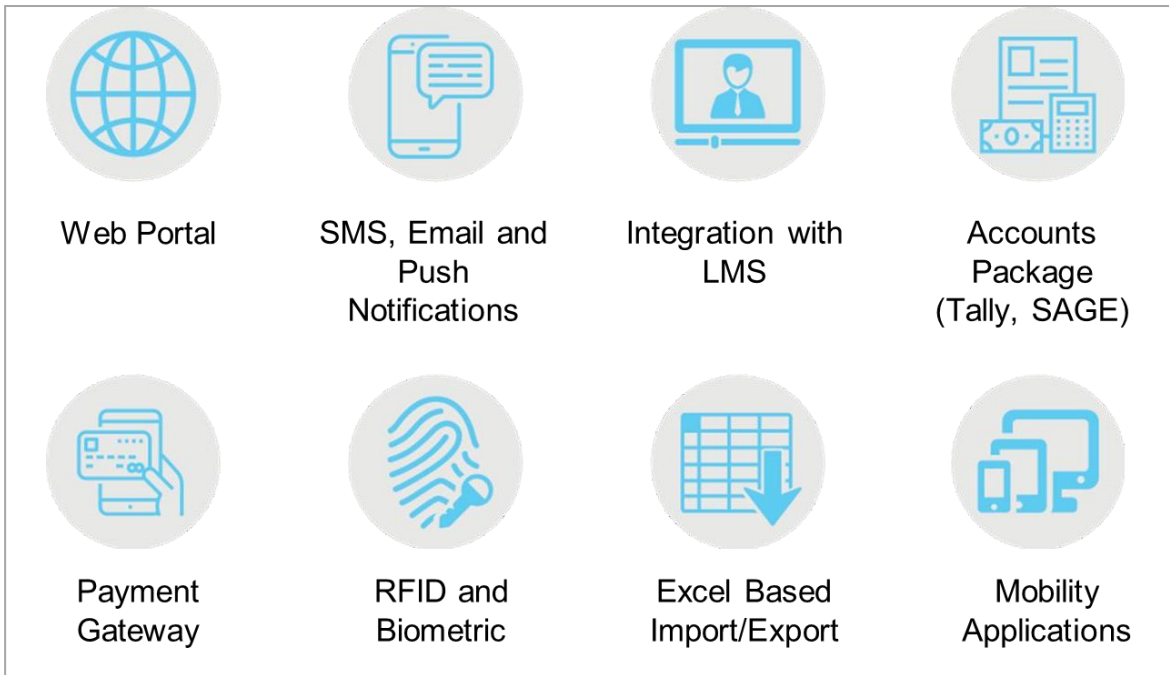 Web Portal
SMS, Email and
Push
Notifications
Integration with
LMS
Accounts
Package
(Tally, SAGE)
Payment
Gateway
RFID and
Biometric
Excel Based
Import/Export
Mobility
Applications